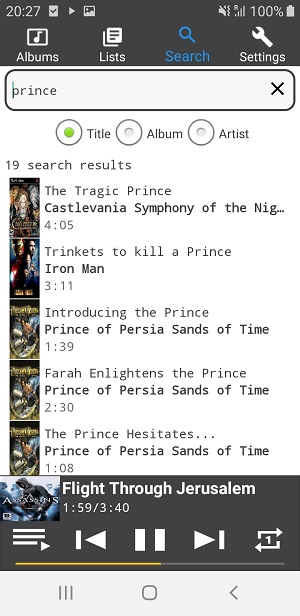 20:27
100%
Albums
Lists
Search
Settings
prince
Title
Album
Artist
19 search results
The Tragic Prince
Castlevania Symphony of the Nig…
4:05
Trinkets to kill a Prince
Iron Man
3:11
Introducing the Prince
Prince of Persia Sands of Time
1:39
Farah Enlightens the Prince
Prince of Persia Sands of Time
2:30
The Prince Hesitates...
Prince of Persia Sands of Time
1:08
Flight Through Jerusalem
1:59/3:40
ASSASSIN'S
1